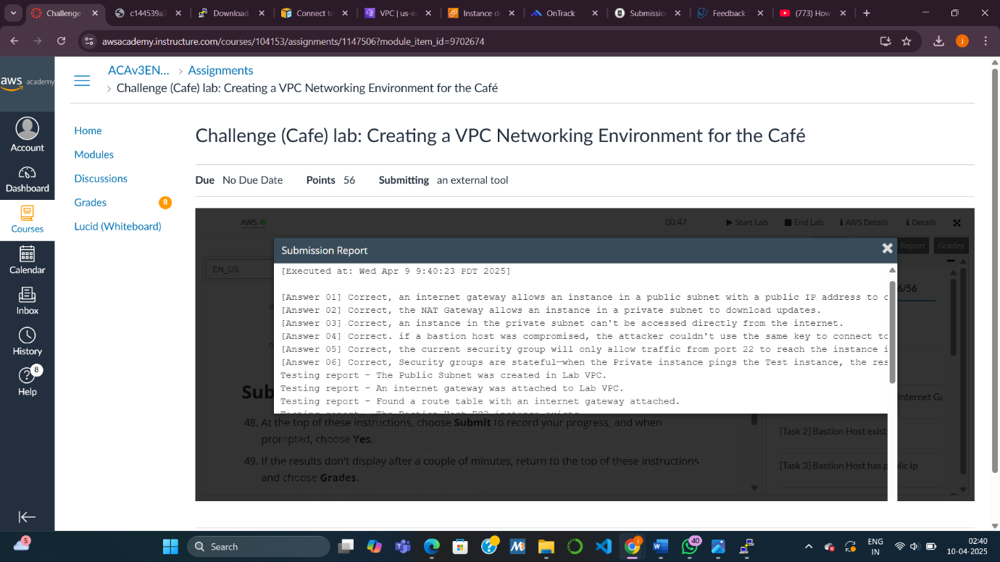 Challenge
c144539a3
Download
Connect to
VPC | us-ea
Instance de
OnTrack
Submission
Feedback
(773) How
awsacademy.instructure.com/courses/104153/assignments/1147506?module_item_id=9702674
j
aws academy
ACAv3EN... › Assignments
› Challenge (Cafe) lab: Creating a VPC Networking Environment for the Café
Account
Dashboard
Courses
Calendar
Inbox
History
8
Help
Home
Modules
Discussions
Grades 8
Lucid (Whiteboard)
Challenge (Cafe) lab: Creating a VPC Networking Environment for the Café
Due No Due Date Points 56 Submitting an external tool
AWS 00:47 Start Lab End Lab AWS Details Details
Report Grades
EN_US
6/56
Submission Report
[Executed at: Wed Apr 9 9:40:23 PDT 2025]
[Answer 01] Correct, an internet gateway allows an instance in a public subnet with a public IP address to c
[Answer 02] Correct, the NAT Gateway allows an instance in a private subnet to download updates.
[Answer 03] Correct, an instance in the private subnet can't be accessed directly from the internet.
[Answer 04] Correct. if a bastion host was compromised, the attacker couldn't use the same key to connect to
[Answer 05] Correct, the current security group will only allow traffic from port 22 to reach the instance i
[Answer 06] Correct, Security groups are stateful—when the Private instance pings the Test instance, the res
Testing report - The Public Subnet was created in Lab VPC.
Testing report - An internet gateway was attached to Lab VPC.
Testing report - Found a route table with an internet gateway attached.
Testing report - The Bastion Host EC2 instance exists
Sub
48. At the top of these instructions, choose Submit to record your progress, and when
prompted, choose Yes.
49. If the results don't display after a couple of minutes, return to the top of these instructions
and choose Grades.
Internet Ga
[Task 2] Bastion Host exist
[Task 3] Bastion Host has public ip
5
Search
40
ENG
IN
02:40
10-04-2025